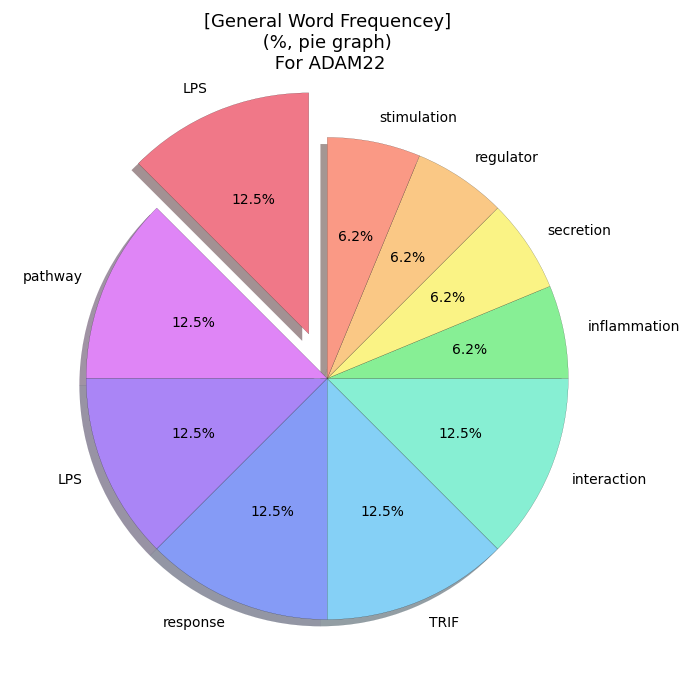 [General Word Frequencey]
(%, pie graph)
For ADAM22
LPS
stimulation
regulator
secretion
inflammation
interaction
TRIF
response
LPS
pathway
12.5%
6.2%
6.2%
6.2%
6.2%
12.5%
12.5%
12.5%
12.5%
12.5%